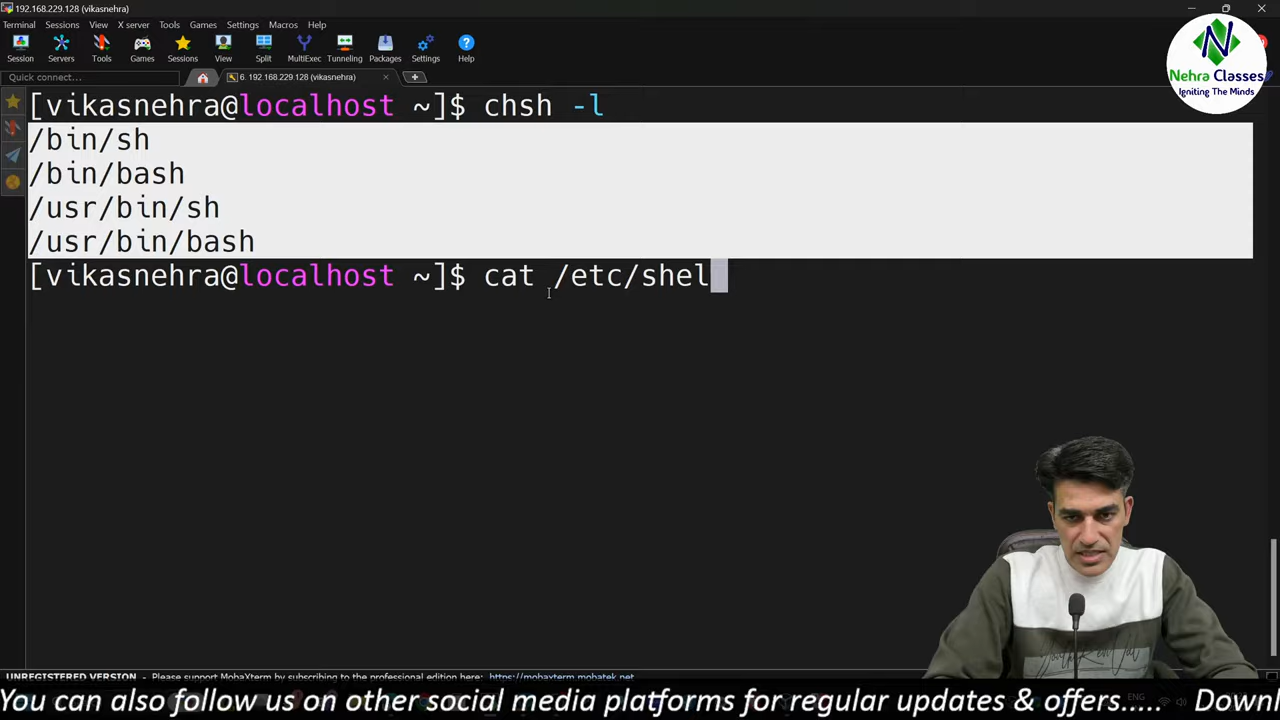 192.168.229.128 (vikasnehra)
Terminal Sessions View X server Tools Games Settings Macros Help
Session Servers Tools Games Sessions View Split MultiExec Tunneling Packages Settings Help
Quick connect...
6. 192.168.229.128 (vikasnehra)
Nehra Classes
Igniting The Minds
[vikasnehra@localhost ~]$ chsh -l
/bin/sh
/bin/bash
/usr/bin/sh
/usr/bin/bash
[vikasnehra@localhost ~]$ cat /etc/shel
UNREGISTERED VERSION - Please support MobaXterm by subscribing to the professional edition here: https://mobaxterm.mobatek.net
ENG
You can also follow us on other social media platforms for regular updates & offers..... Downl